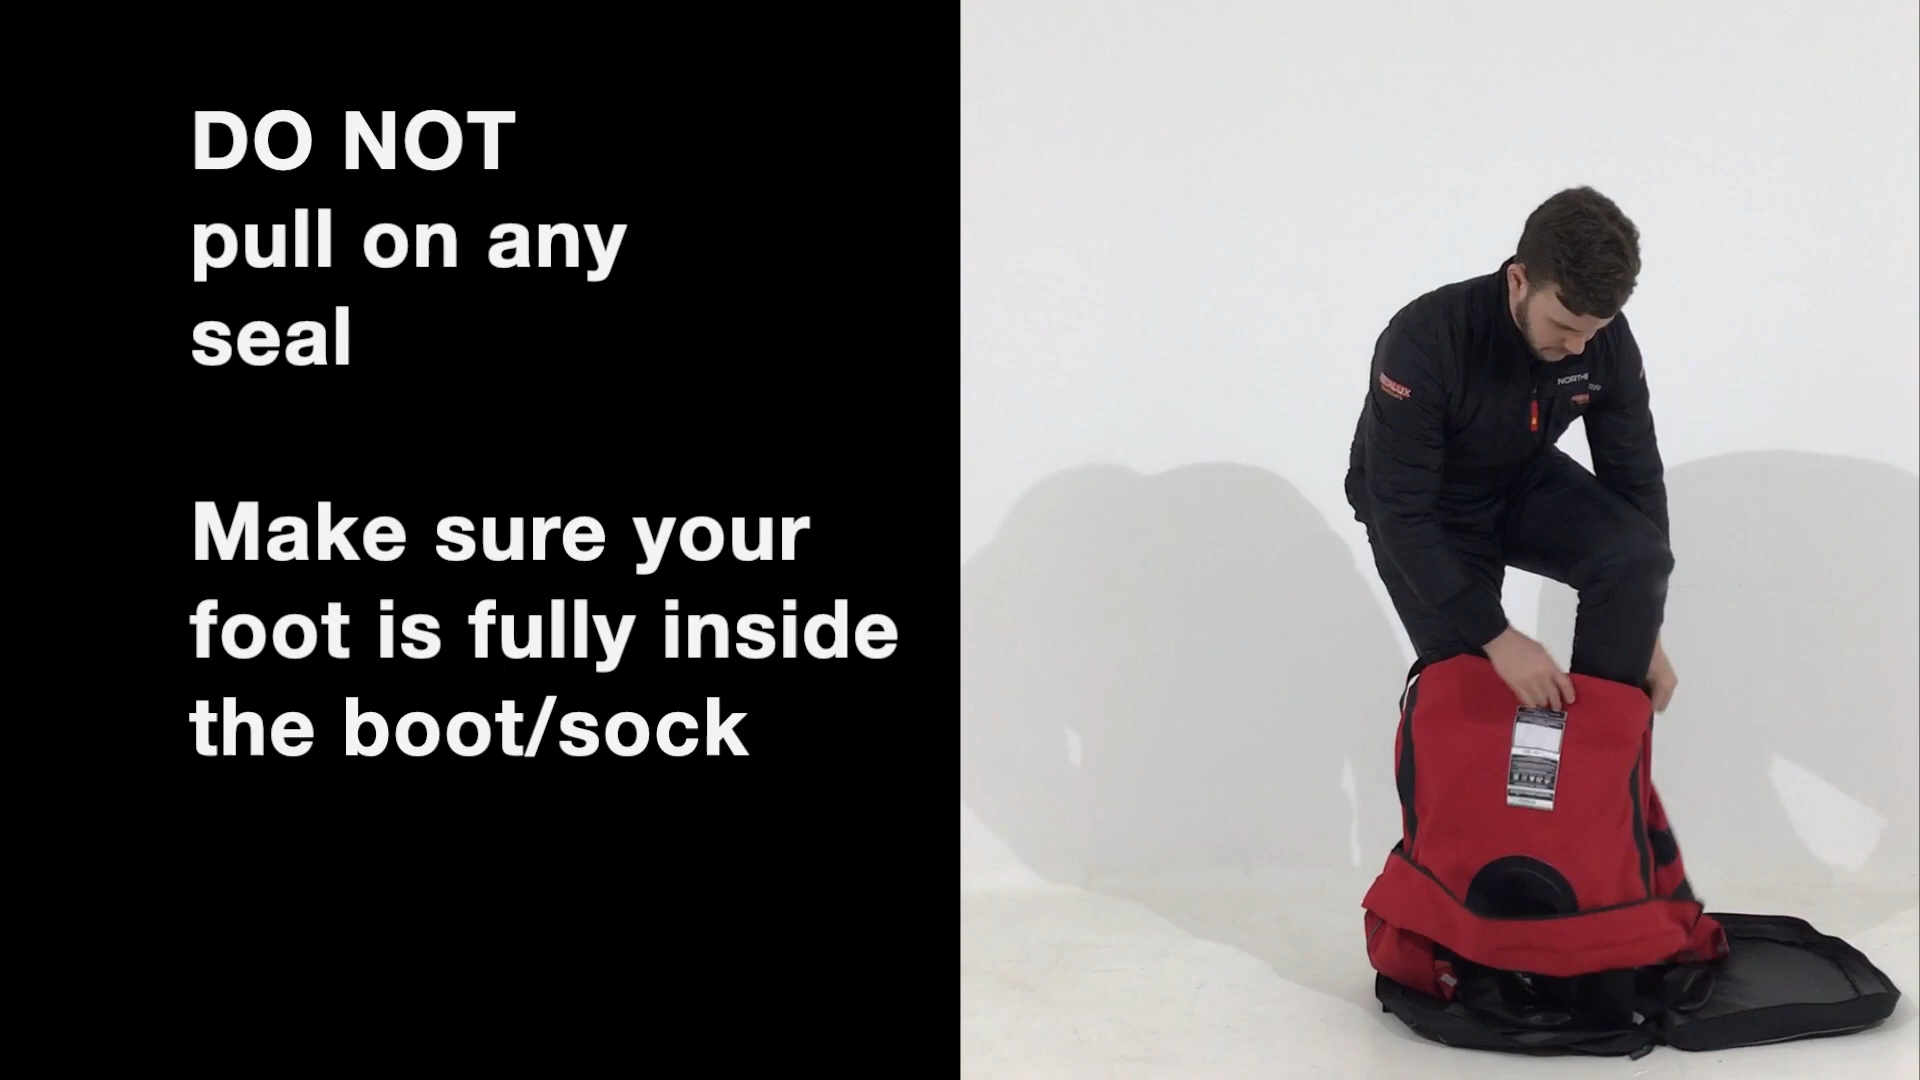 DO NOT
pull on any
seal
Make sure your
foot is fully inside
the boot/sock